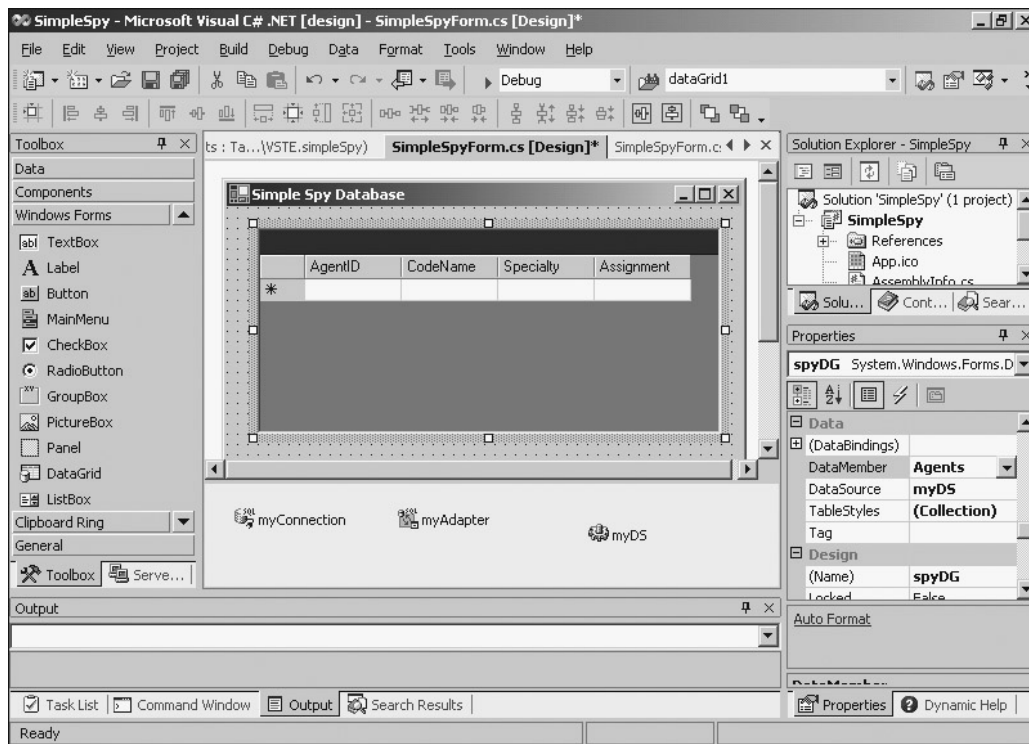 SimpleSpy - Microsoft Visual C# .NET [design] - SimpleSpyForm.cs [Design]*
File Edit View Project Build Debug Data Format Tools Window Help
Debug dataGrid1
Toolbox
Data
Components
Windows Forms
TextBox
Label
Button
MainMenu
CheckBox
RadioButton
GroupBox
PictureBox
Panel
DataGrid
ListBox
Clipboard Ring
General
Toolbox Serve...
ts : Ta...\VSTE.simpleSpy) SimpleSpyForm.cs [Design]* SimpleSpyForm.c:
Simple Spy Database
AgentID CodeName Specialty Assignment
myConnection myAdapter myDS
Solution Explorer - SimpleSpy
Solution 'SimpleSpy' (1 project)
SimpleSpy
References
App.ico
AssemblyInfo.cs
Solu... Cont... Sear...
Properties
spyDG System.Windows.Forms.D
Data
(DataBindings)
DataMember Agents
DataSource myDS
TableStyles (Collection)
Tag
Design
(Name) spyDG
Locked False
Auto Format
DataMember
Properties Dynamic Help
Output
Task List Command Window Output Search Results
Ready